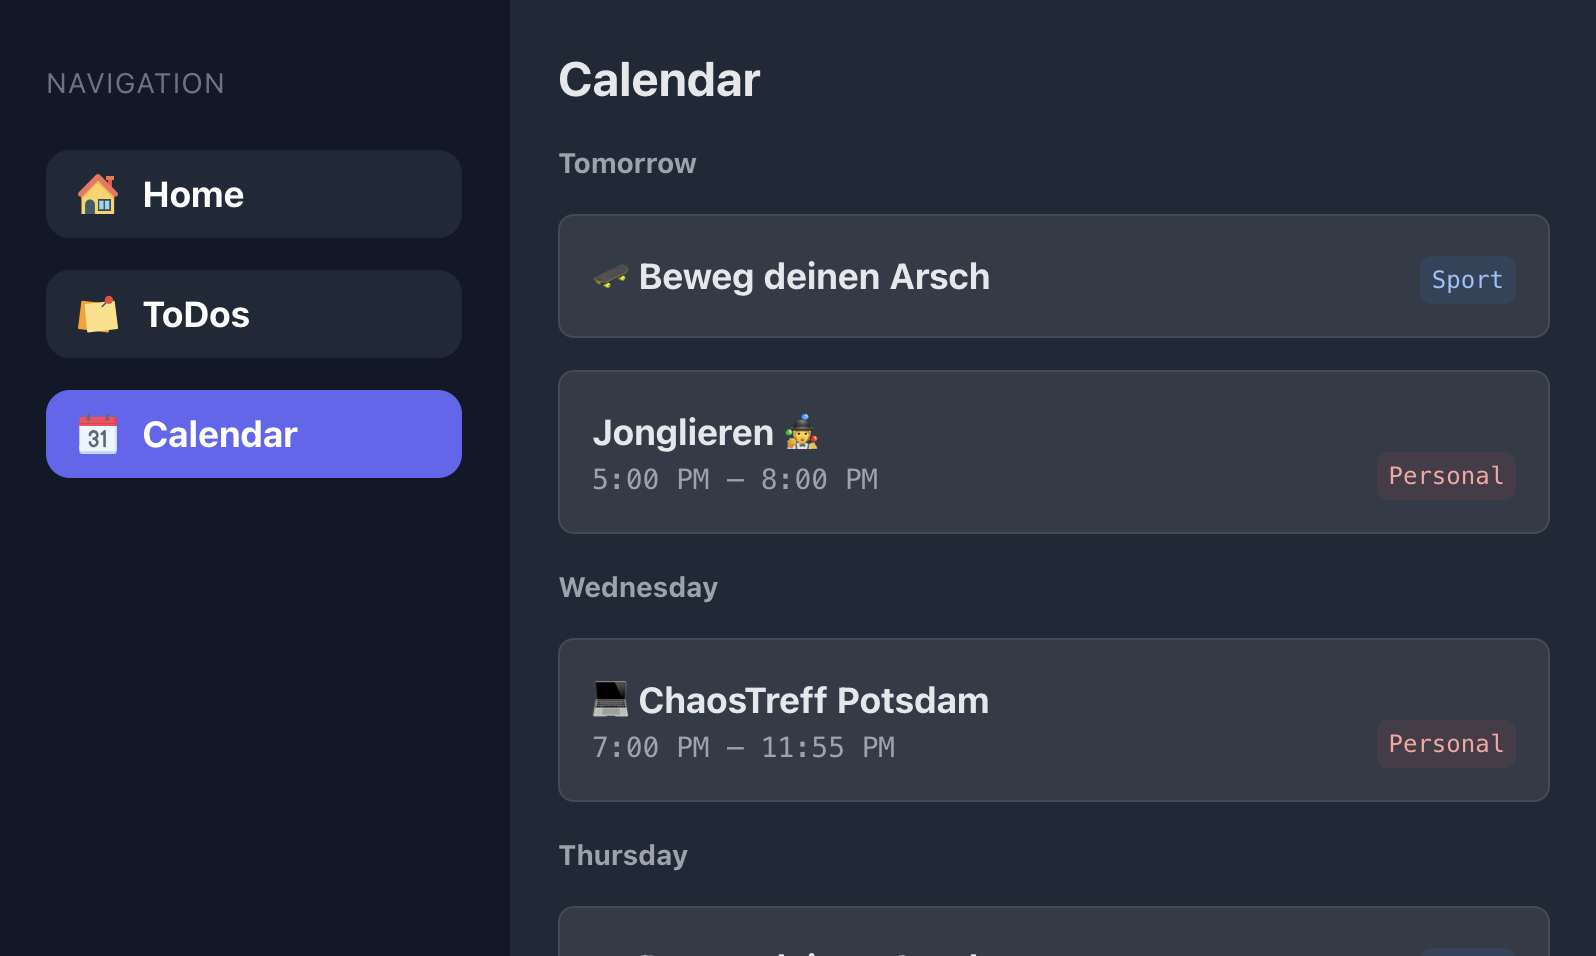 NAVIGATION
Home
ToDos
Calendar
Calendar
Tomorrow
Beweg deinen Arsch
Sport
Jonglieren
5:00 PM – 8:00 PM
Personal
Wednesday
ChaosTreff Potsdam
7:00 PM – 11:55 PM
Personal
Thursday